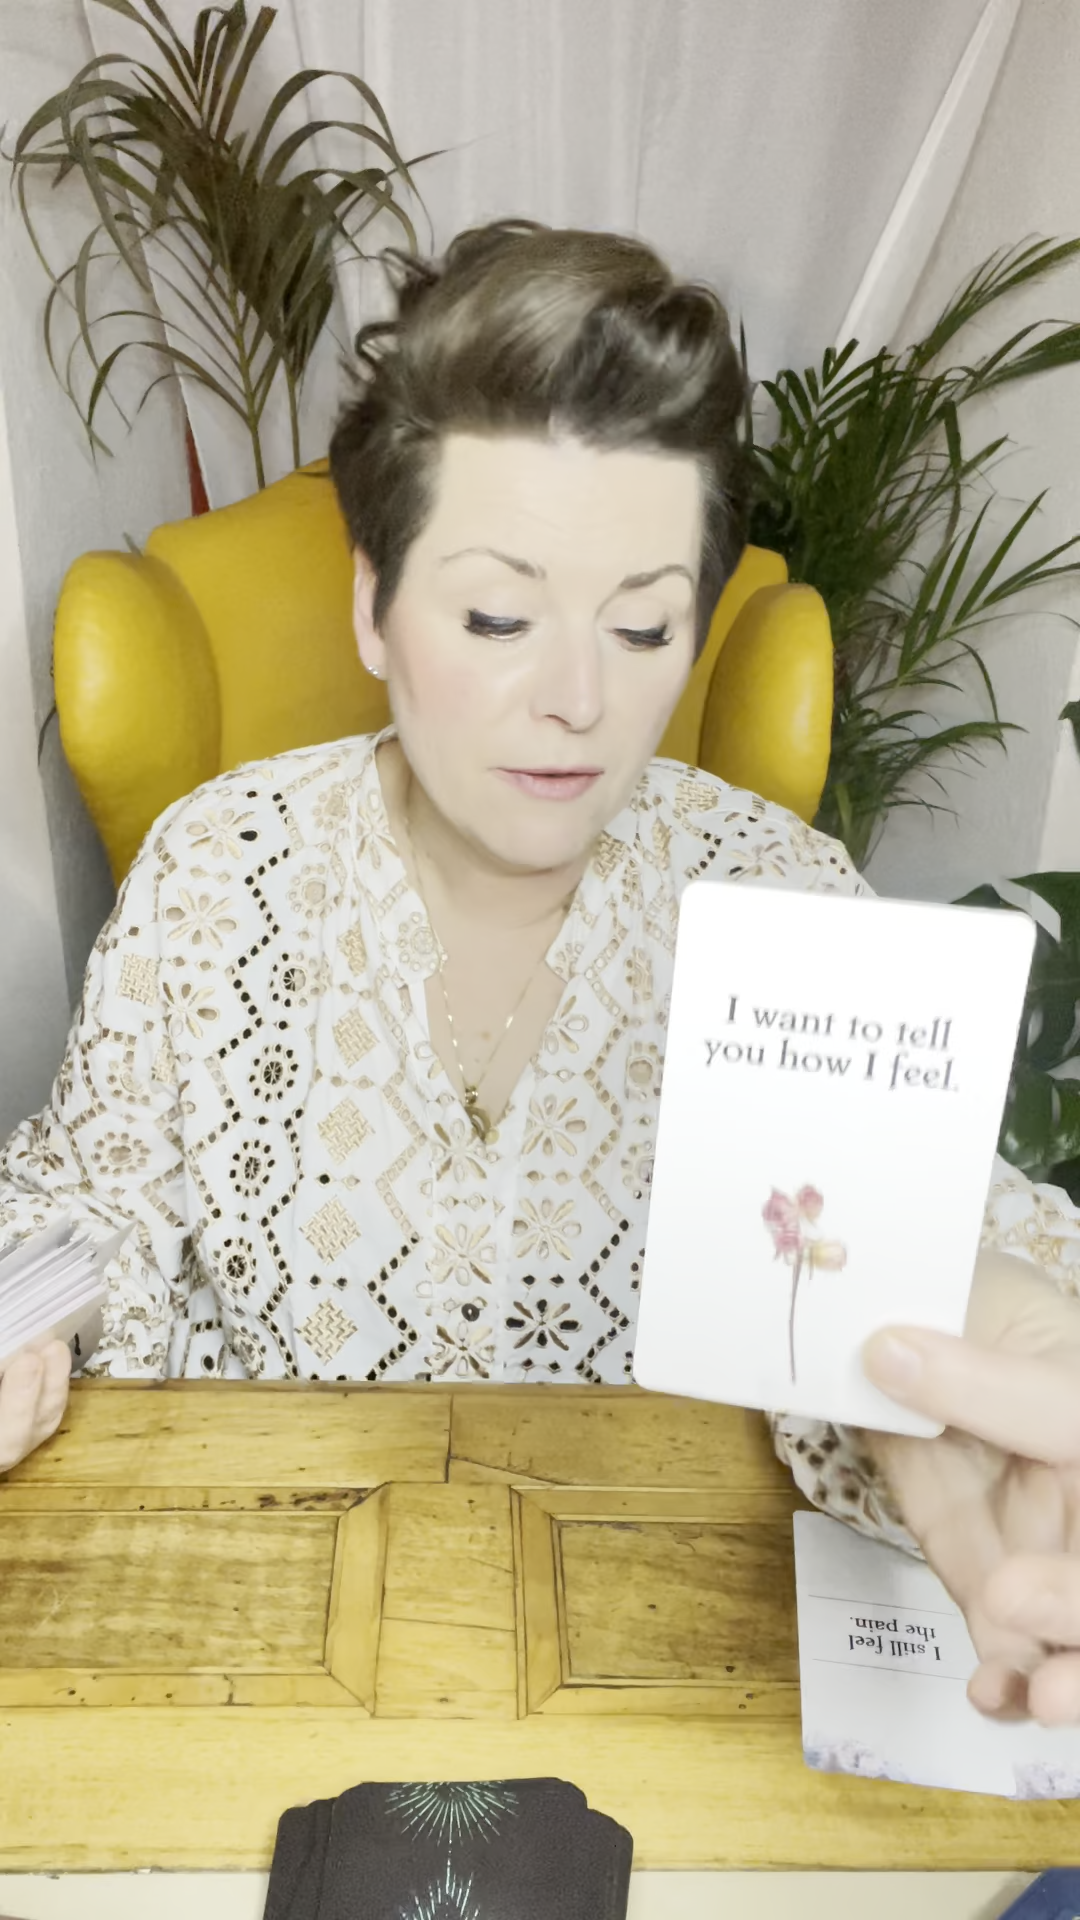 I want to tell
you how I feel.
I still feel
the pain.